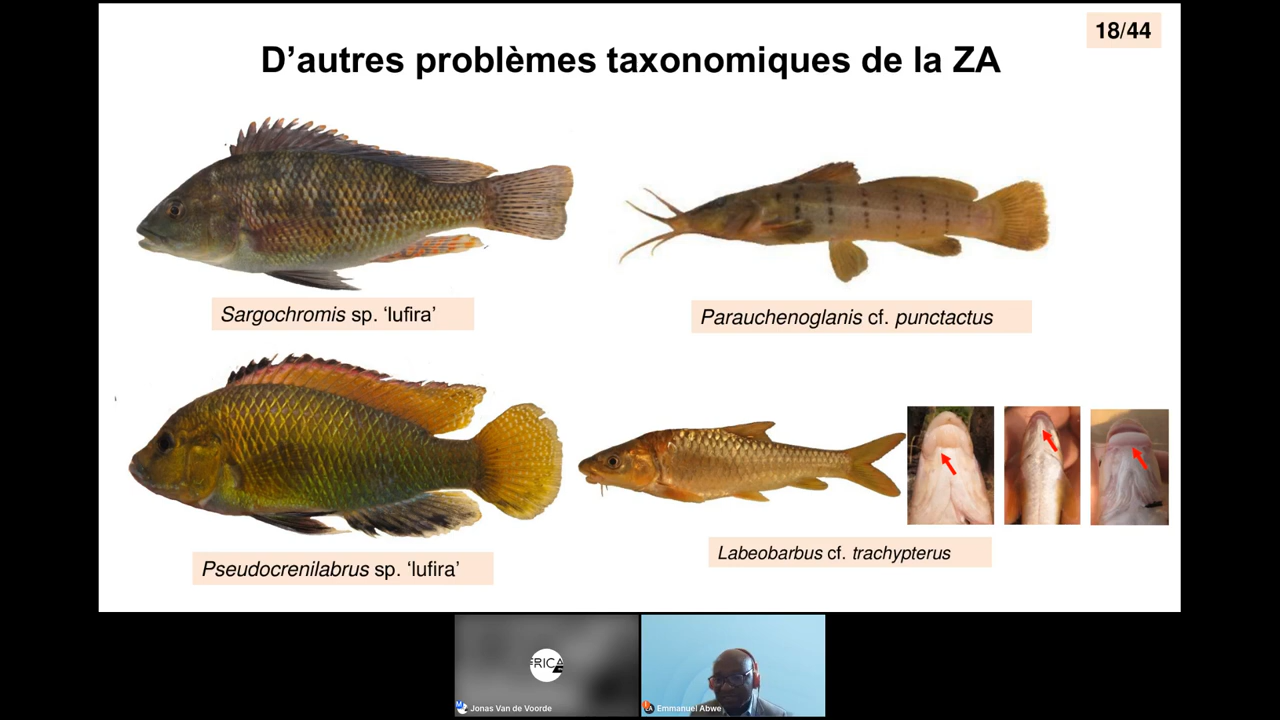 18/44
D’autres problèmes taxonomiques de la ZA
Sargochromis sp. ‘lufira’
Parauchenoglanis cf. punctactus
Pseudocrenilabrus sp. ‘lufira’
Labeobarbus cf. trachypterus
FRICA
Jonas Van de Voorde
Emmanuel Abwe